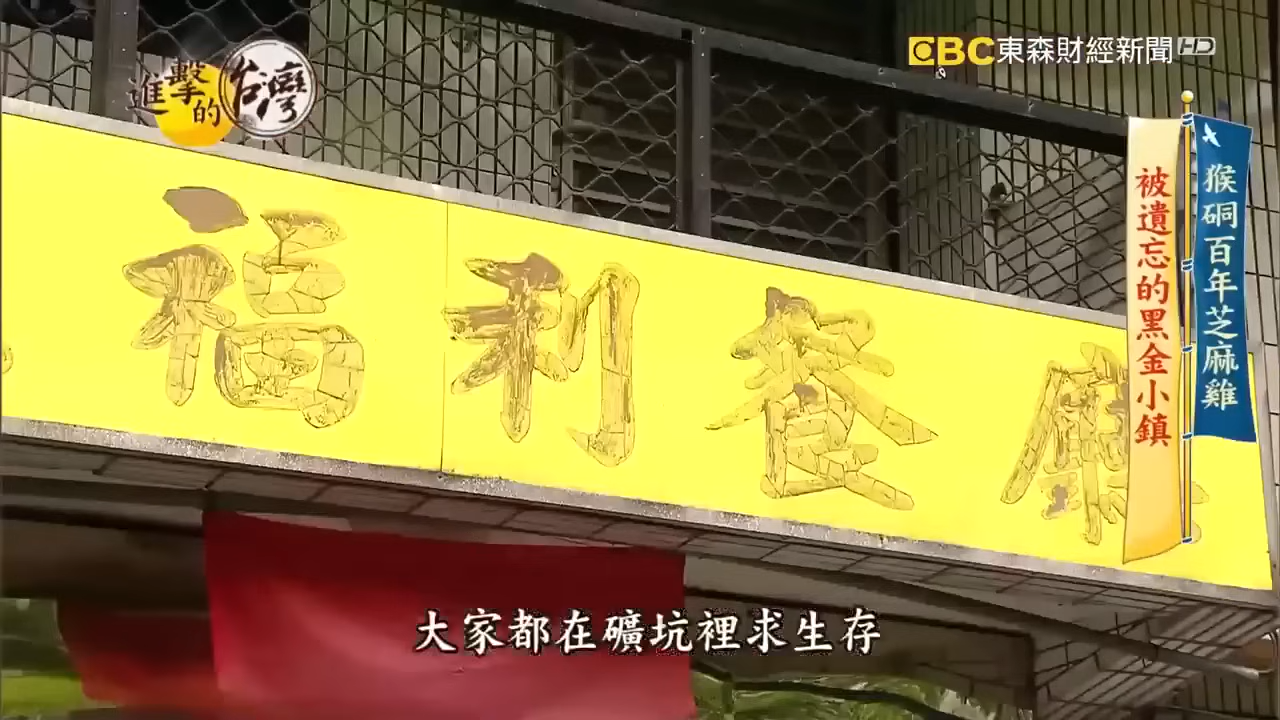 進擊的台灣
EBC東森財經新聞HD
猴硐百年芝麻雞
被遺忘的黑金小鎮
福利餐廳
大家都在礦坑裡求生存